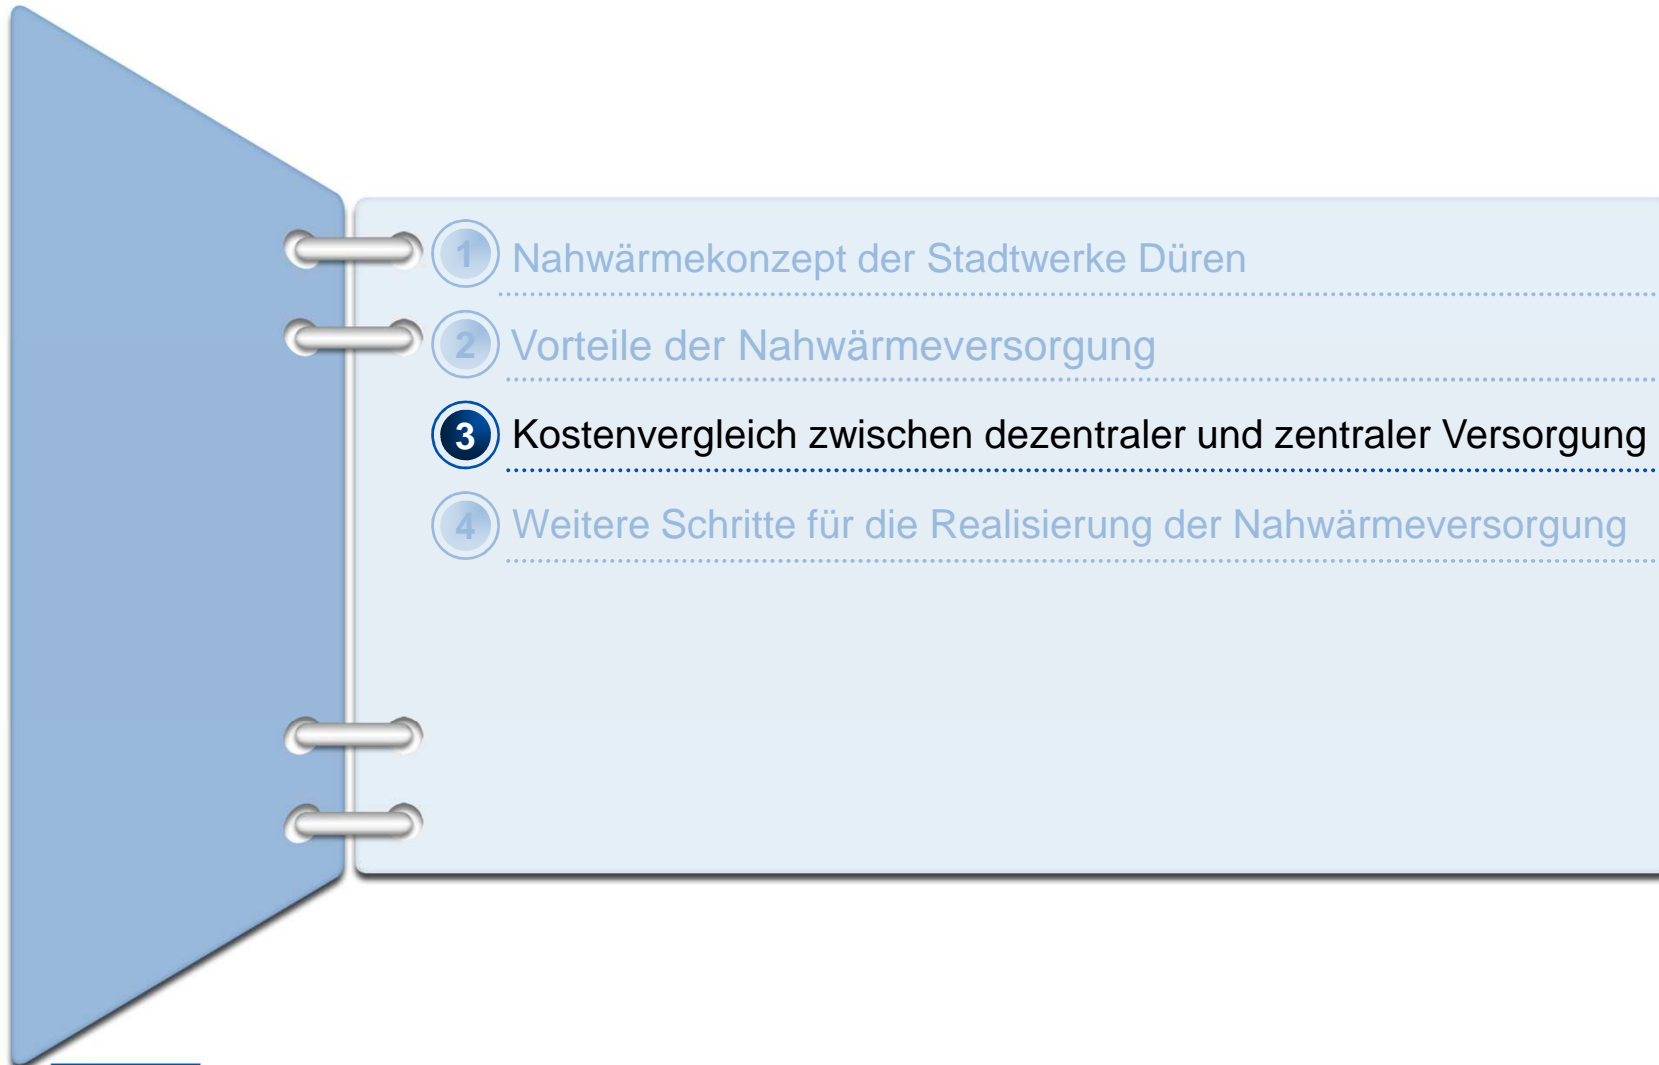 1 Nahwärmekonzept der Stadtwerke Düren
2 Vorteile der Nahwärmeversorgung
3 Kostenvergleich zwischen dezentraler und zentraler Versorgung
4 Weitere Schritte für die Realisierung der Nahwärmeversorgung